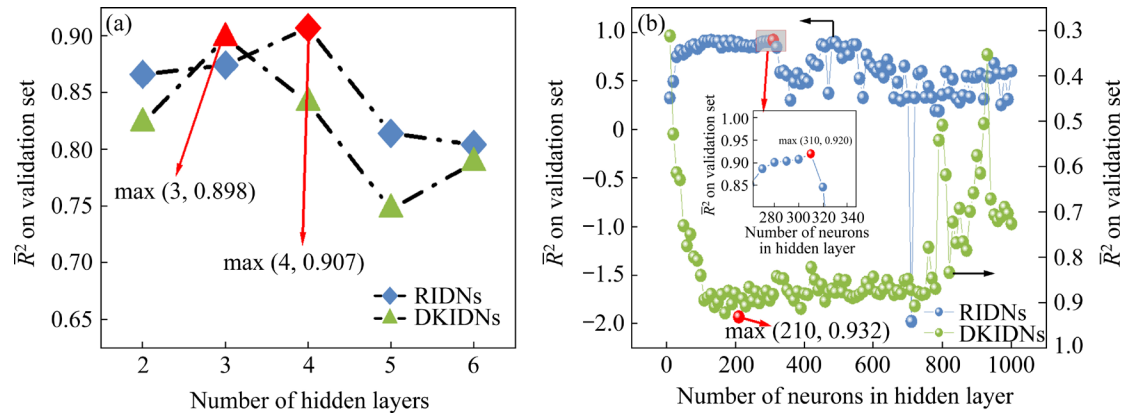 (a)
0.90
0.85
0.80
0.75
0.70
0.65
R̅² on validation set
max (3, 0.898)
max (4, 0.907)
RIDNs
DKIDNs
2 3 4 5 6
Number of hidden layers
(b)
1.0
0.5
0
−0.5
−1.0
−1.5
−2.0
R̅² on validation set
1.00
0.95
0.90
0.85
R̅² on validation set
max (310, 0.920)
280 300 320 340
Number of neurons
in hidden layer
max (210, 0.932)
RIDNs
DKIDNs
0 200 400 600 800 1000
Number of neurons in hidden layer
0.3
0.4
0.5
0.6
0.7
0.8
0.9
1.0
R̅² on validation set